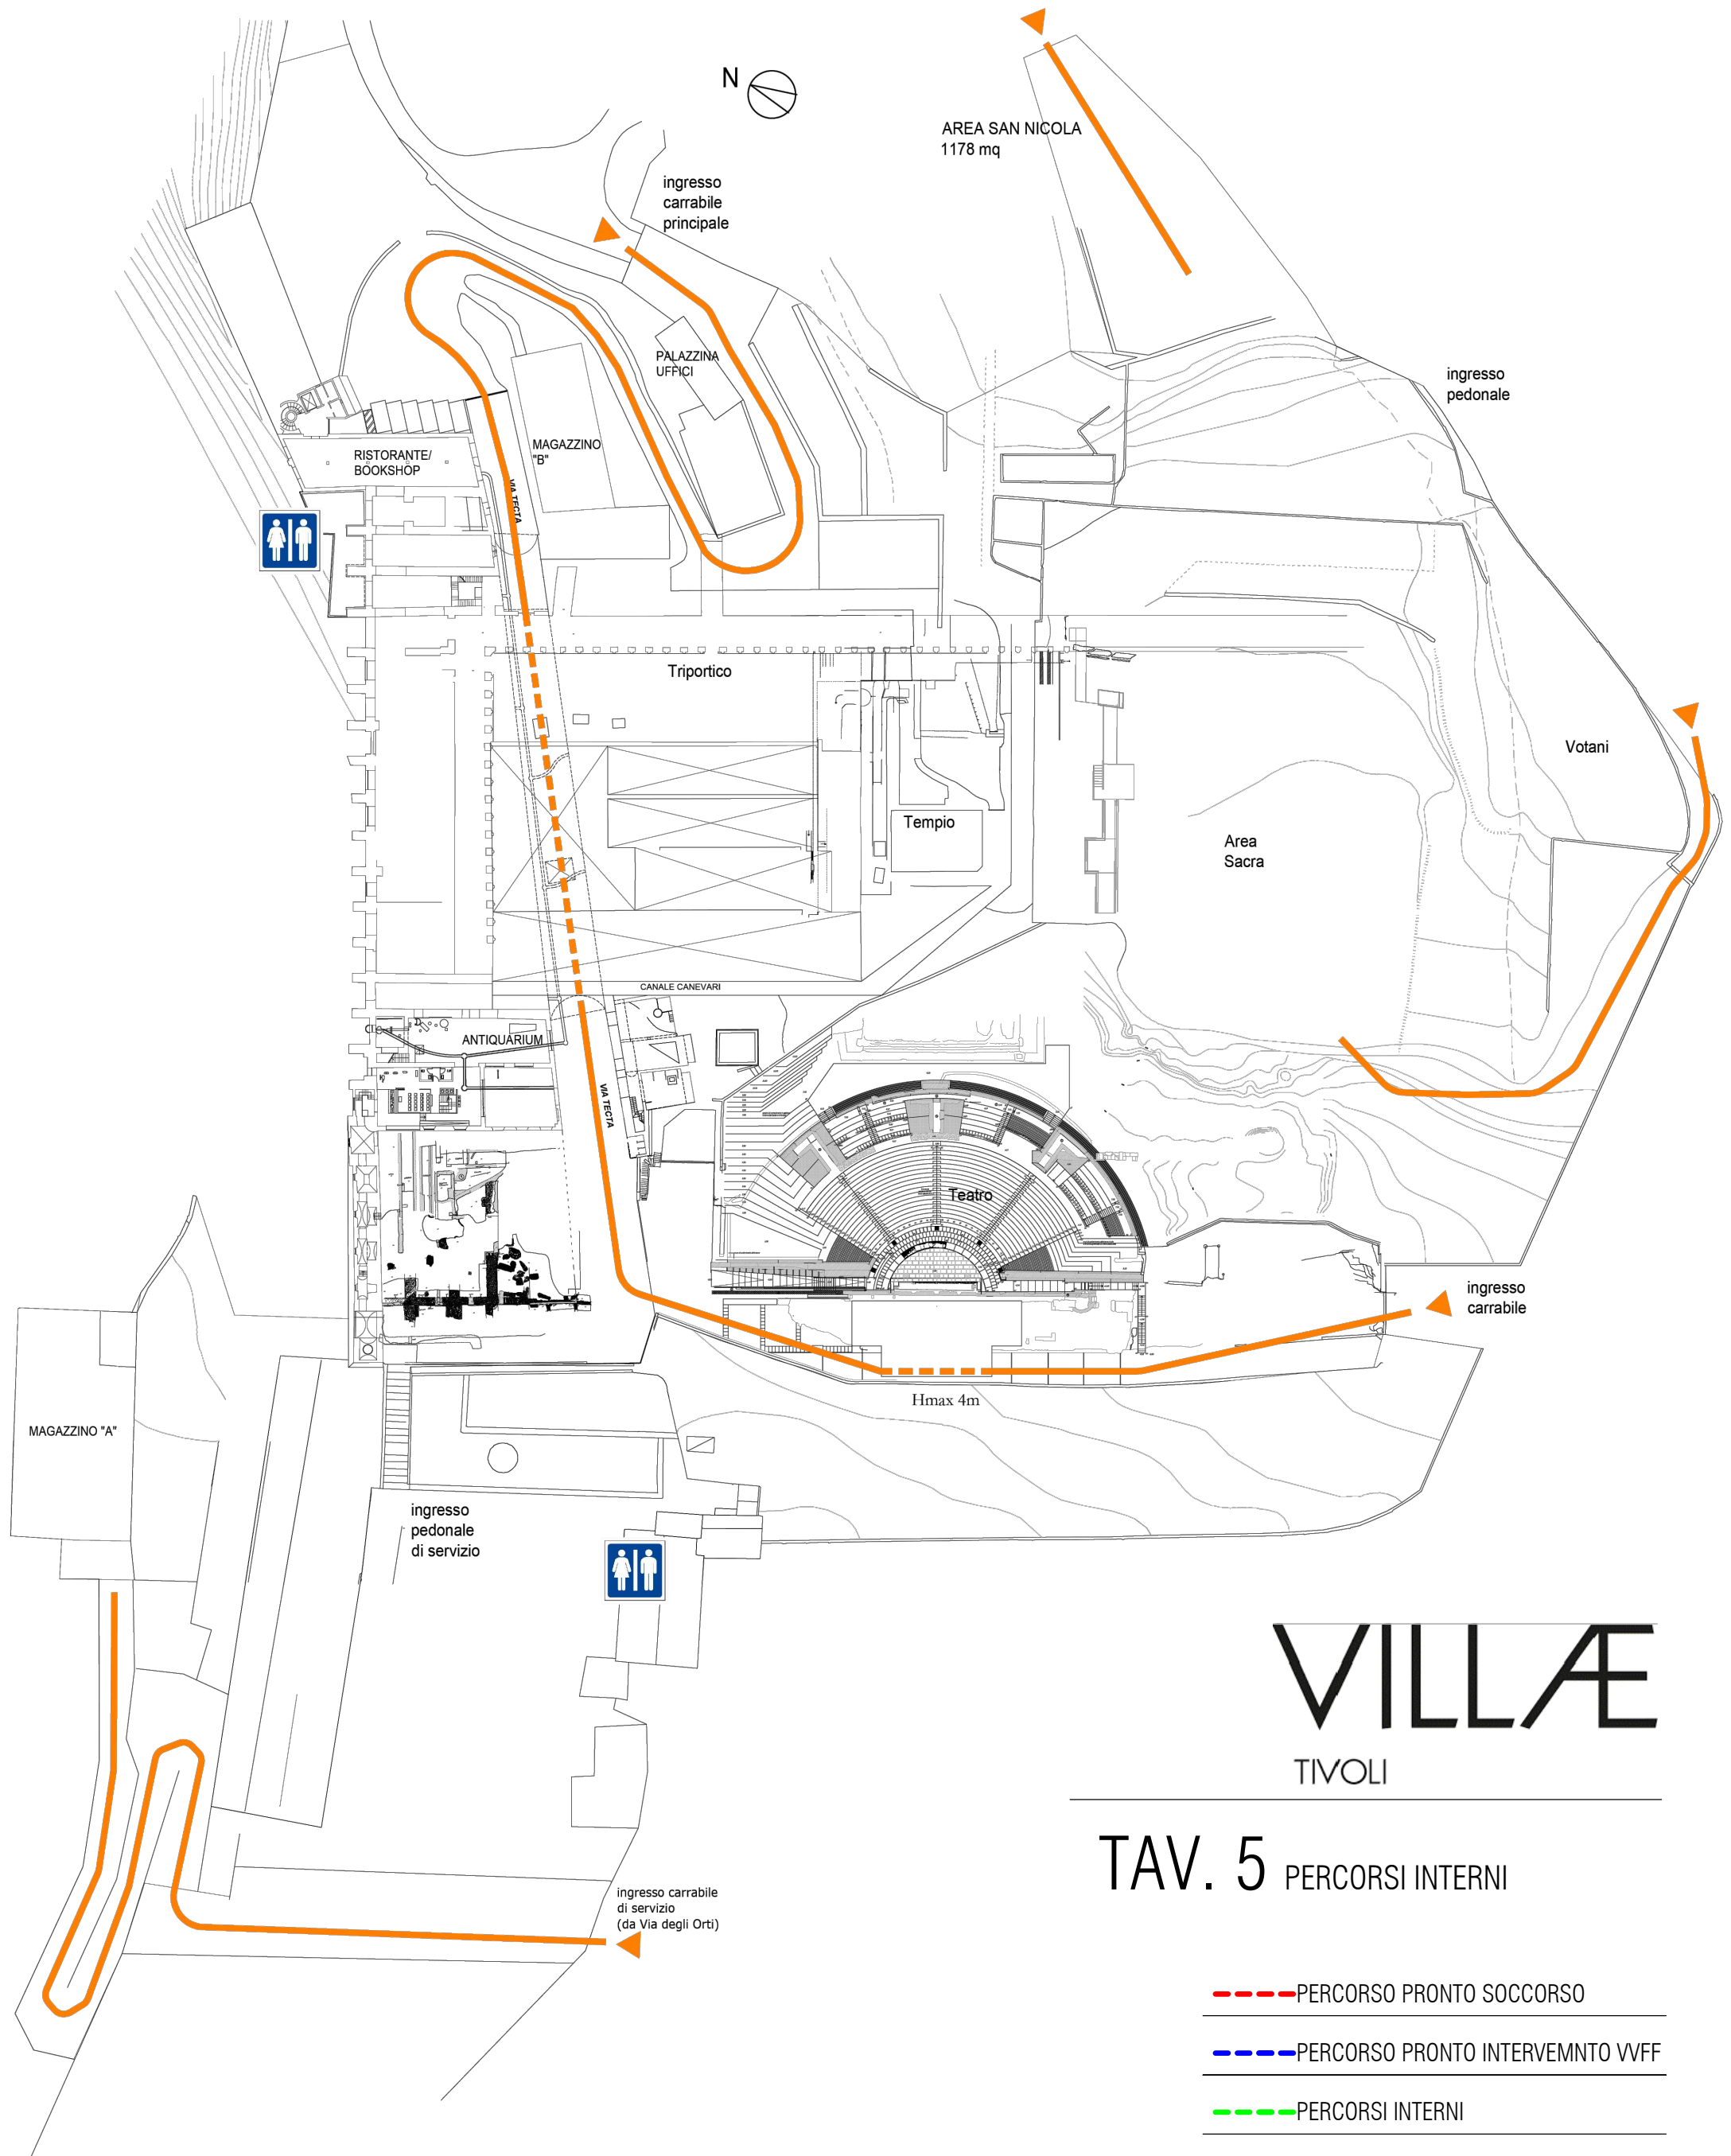 N
AREA SAN NICOLA
1178 mq
ingresso
carrabile
principale
PALAZZINA
UFFICI
ingresso
pedonale
MAGAZZINO
"B"
RISTORANTE/
BOOKSHOP
VIA TECTA
Triportico
Votani
Tempio
Area
Sacra
CANALE CANEVARI
ANTIQUARIUM
VIA TECTA
Teatro
ingresso
carrabile
Hmax 4m
MAGAZZINO "A"
ingresso
pedonale
di servizio
VILLÆ
TIVOLI
TAV. 5 PERCORSI INTERNI
ingresso carrabile
di servizio
(da Via degli Orti)
PERCORSO PRONTO SOCCORSO
PERCORSO PRONTO INTERVEMNTO VVFF
PERCORSI INTERNI